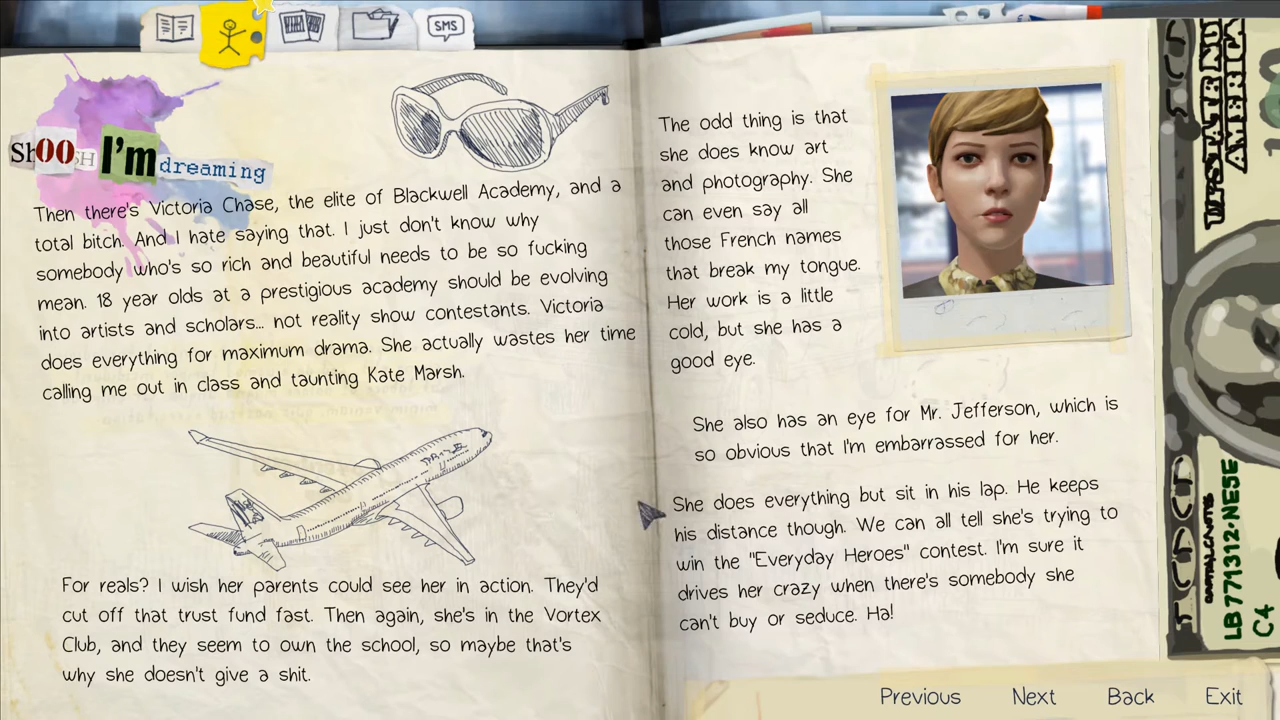 SMS
ShOOSH I'm dreaming
Then there's Victoria Chase, the elite of Blackwell Academy, and a
total bitch. And I hate saying that. I just don't know why
somebody who's so rich and beautiful needs to be so fucking
mean. 18 year olds at a prestigious academy should be evolving
into artists and scholars... not reality show contestants. Victoria
does everything for maximum drama. She actually wastes her time
calling me out in class and taunting Kate Marsh.
For reals? I wish her parents could see her in action. They'd
cut off that trust fund fast. Then again, she's in the Vortex
Club, and they seem to own the school, so maybe that's
why she doesn't give a shit.
The odd thing is that
she does know art
and photography. She
can even say all
those French names
that break my tongue.
Her work is a little
cold, but she has a
good eye.
She also has an eye for Mr. Jefferson, which is
so obvious that I'm embarrassed for her.
She does everything but sit in his lap. He keeps
his distance though. We can all tell she's trying to
win the "Everyday Heroes" contest. I'm sure it
drives her crazy when there's somebody she
can't buy or seduce. Ha!
AMERICA
LB771312-NESE
C4
Previous Next Back Exit